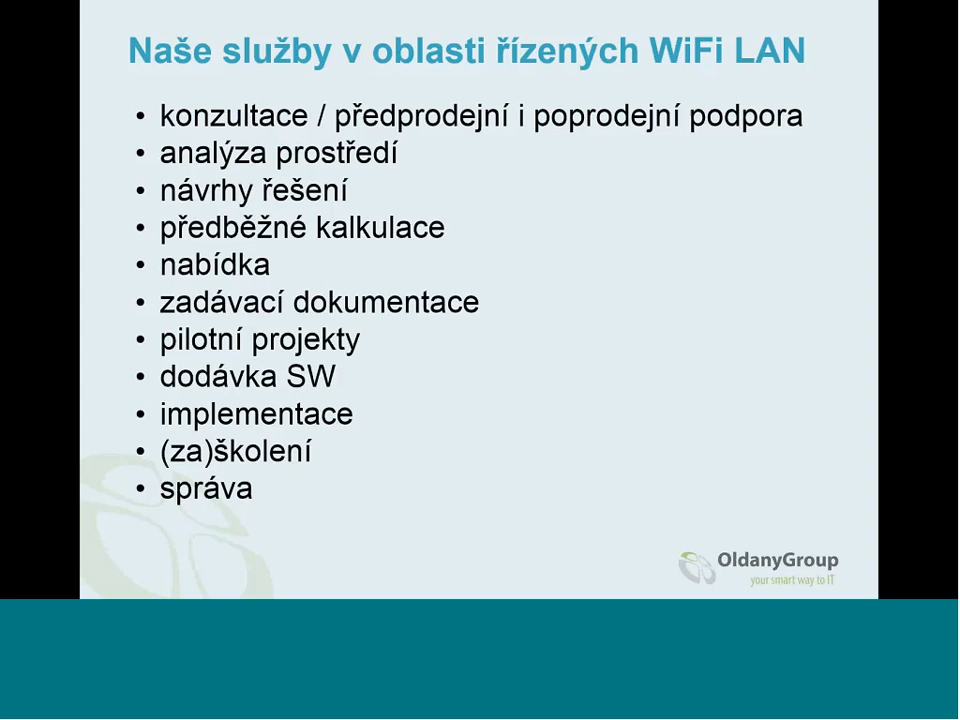 Naše služby v oblasti řízených WiFi LAN
• konzultace / předprodejní i poprodejní podpora
• analýza prostředí
• návrhy řešení
• předběžné kalkulace
• nabídka
• zadávací dokumentace
• pilotní projekty
• dodávka SW
• implementace
• (za)školení
• správa
OldanyGroup
your smart way to IT